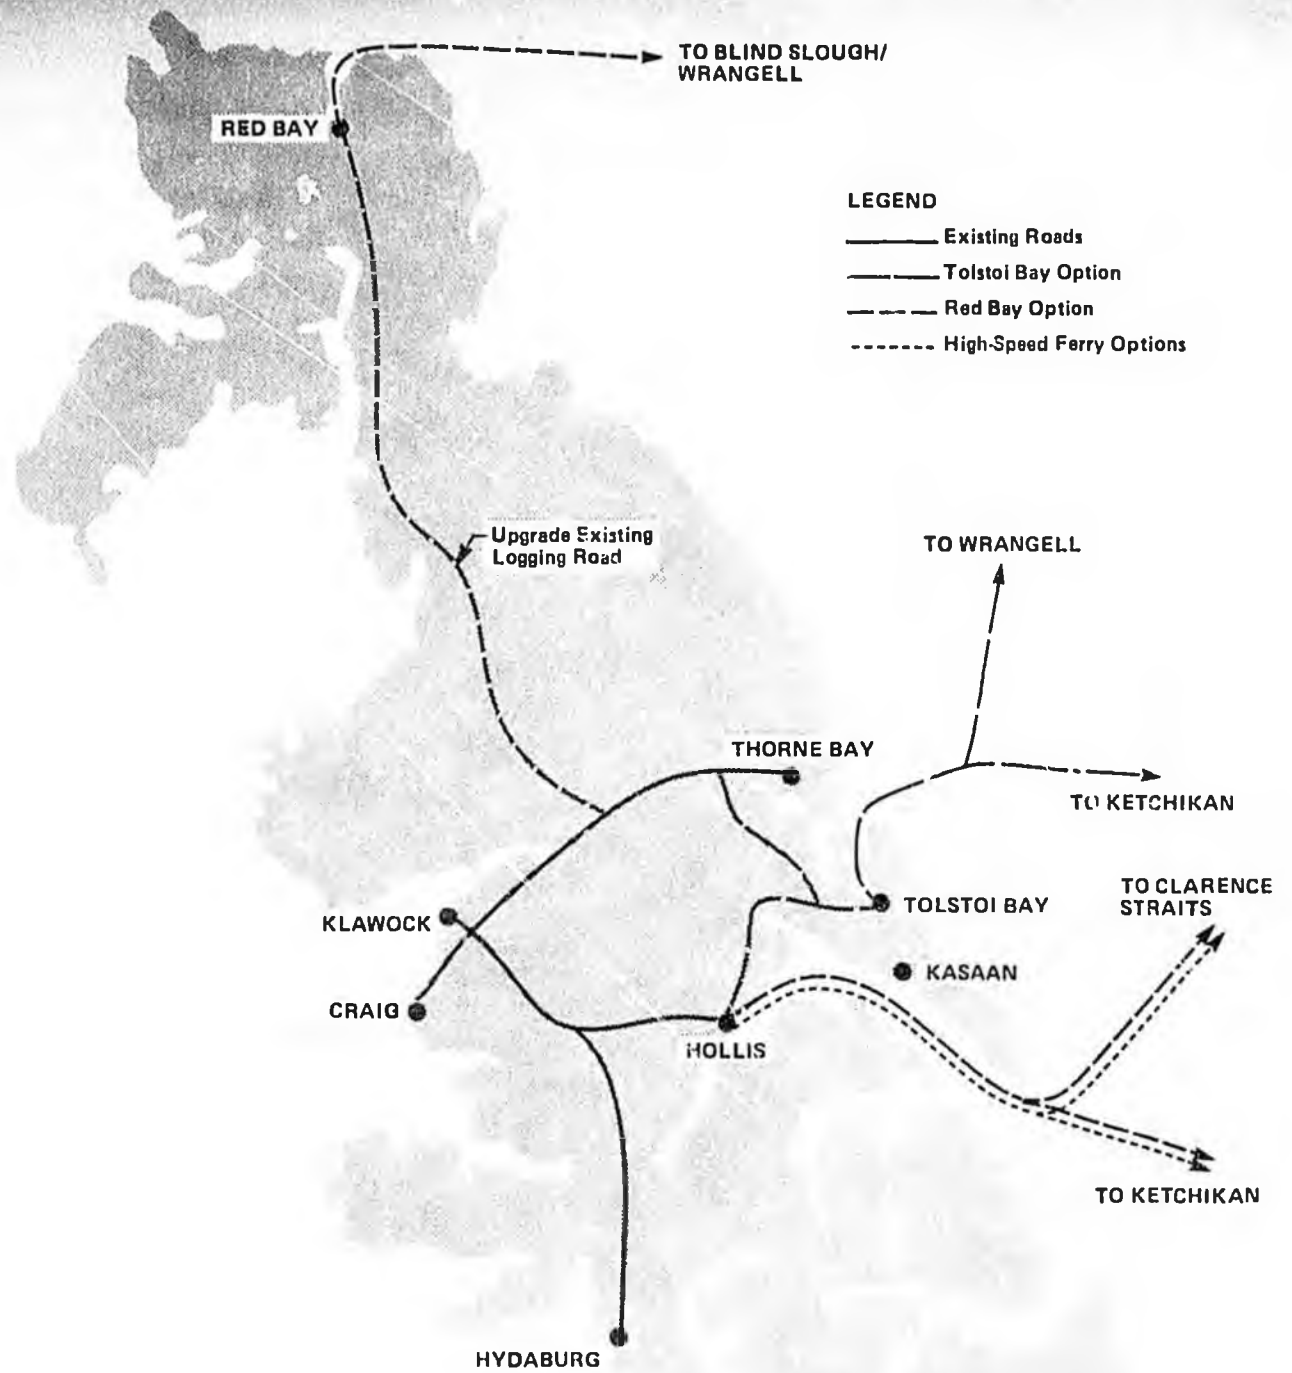 TO BLIND SLOUGH/
WRANGELL
RED BAY
LEGEND
Existing Roads
Tolstoi Bay Option
Red Bay Option
High-Speed Ferry Options
Upgrade Existing
Logging Road
TO WRANGELL
THORNE BAY
TO KETCHIKAN
TO CLARENCE
STRAITS
TOLSTOI BAY
KLAWOCK
KASAAN
CRAIG
HOLLIS
TO KETCHIKAN
HYDABURG